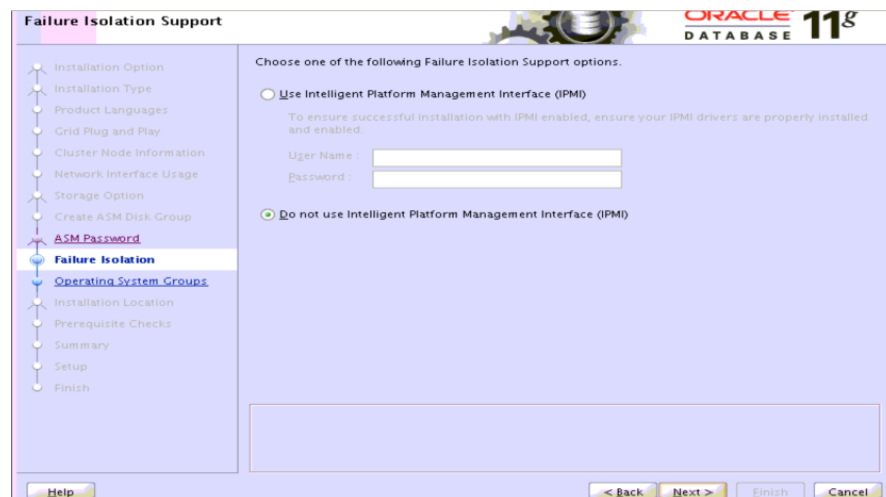 Failure Isolation Support
ORACLE
DATABASE 11g
Installation Option
Installation Type
Product Languages
Grid Plug and Play
Cluster Node Information
Network Interface Usage
Storage Option
Create ASM Disk Group
ASM Password
Failure Isolation
Operating System Groups
Installation Location
Prerequisite Checks
Summary
Setup
Finish
Choose one of the following Failure Isolation Support options.
Use Intelligent Platform Management Interface (IPMI)
To ensure successful installation with IPMI enabled, ensure your IPMI drivers are properly installed
and enabled.
User Name :
Password :
Do not use Intelligent Platform Management Interface (IPMI)
Help
< Back
Next >
Finish
Cancel